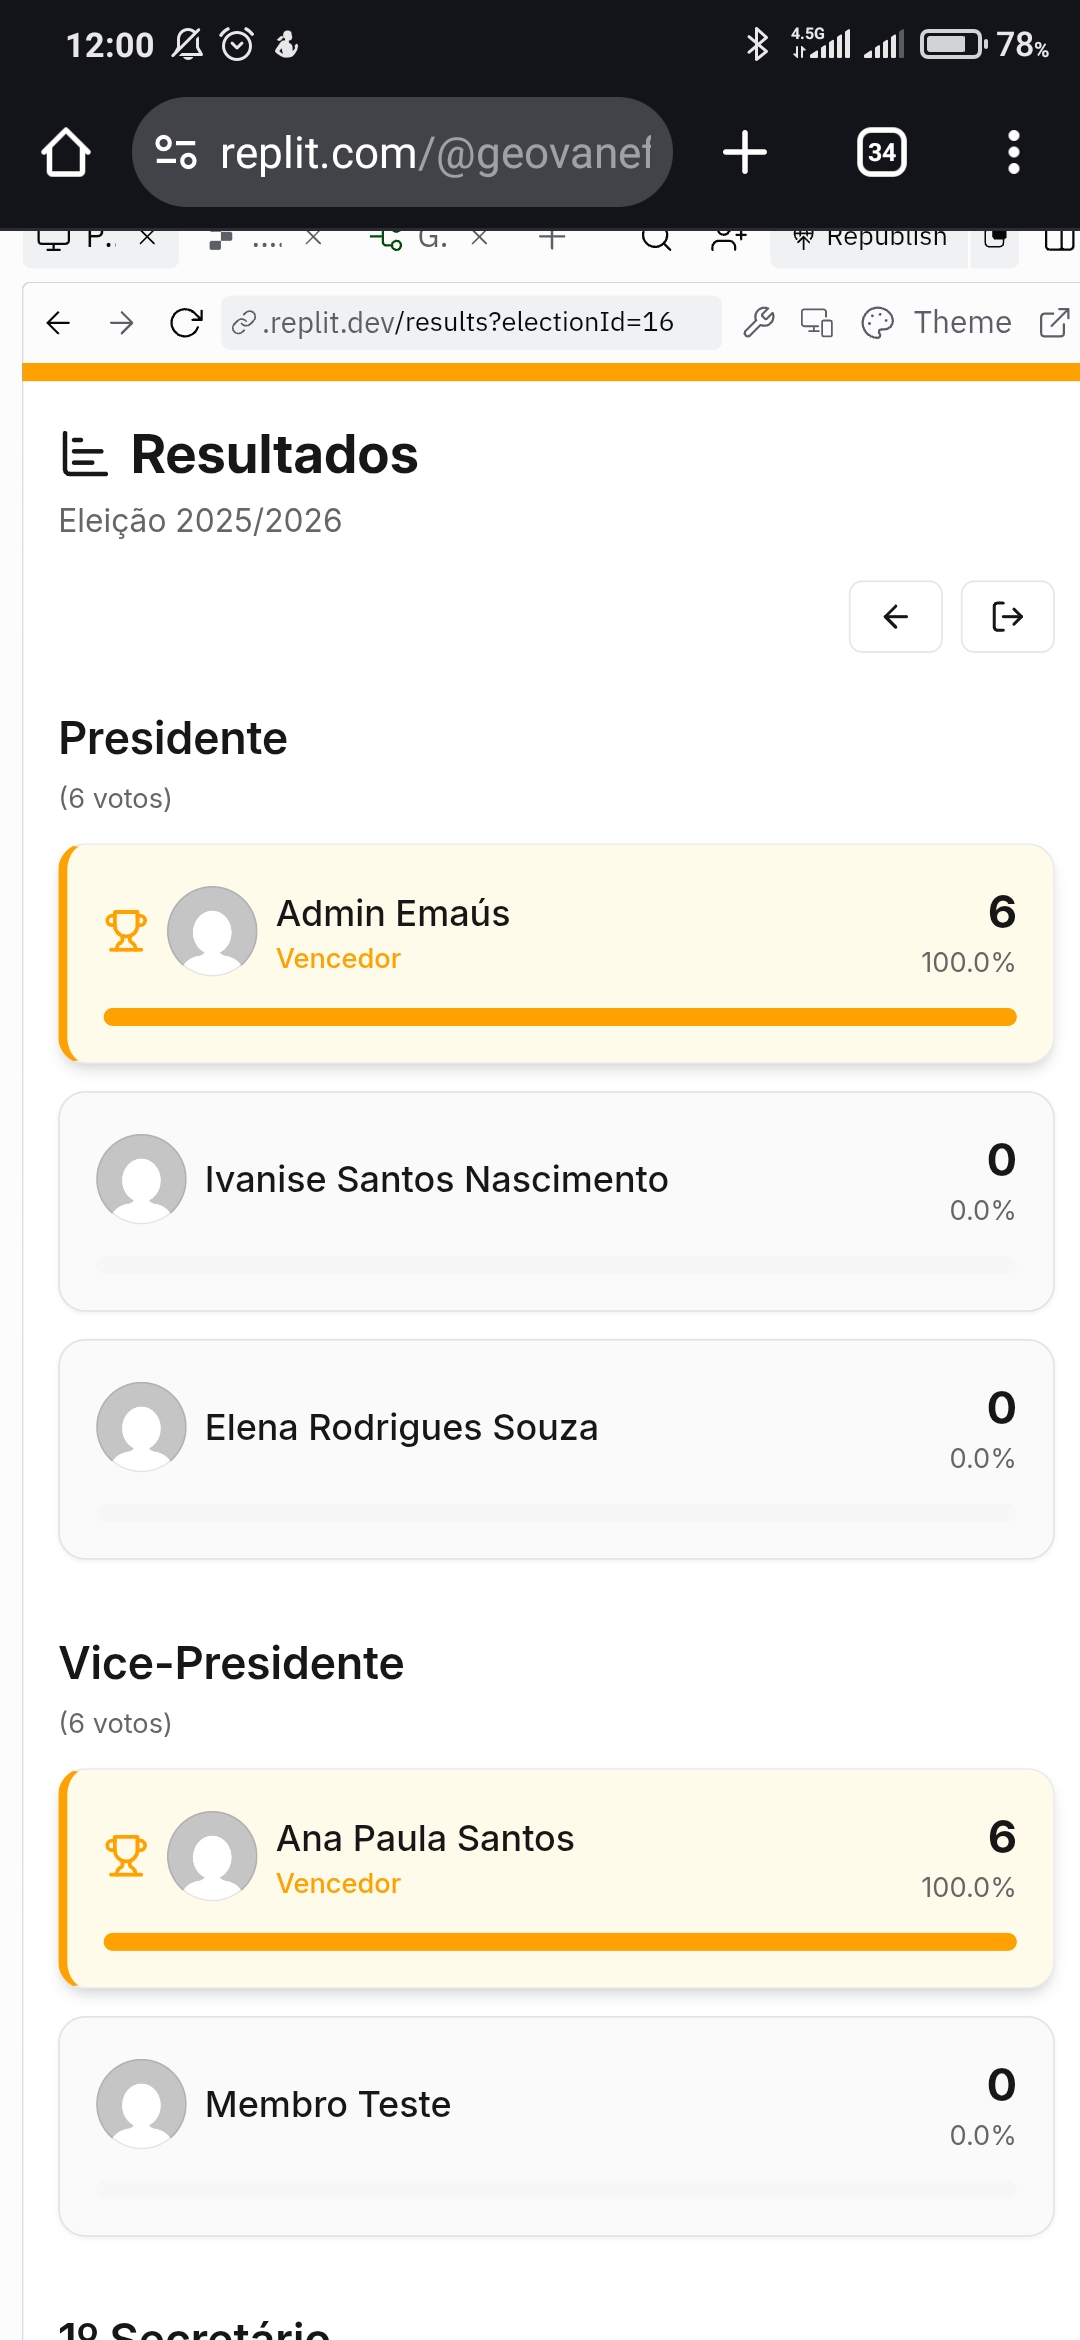 12:00
4.5G
78%
replit.com/@geovanef
34
P..
....
G.
Republish
.replit.dev/results?electionId=16
Theme
Resultados
Eleição 2025/2026
Presidente
(6 votos)
Admin Emaús
Vencedor
6
100.0%
Ivanise Santos Nascimento
0
0.0%
Elena Rodrigues Souza
0
0.0%
Vice-Presidente
(6 votos)
Ana Paula Santos
Vencedor
6
100.0%
Membro Teste
0
0.0%
1º Secretário